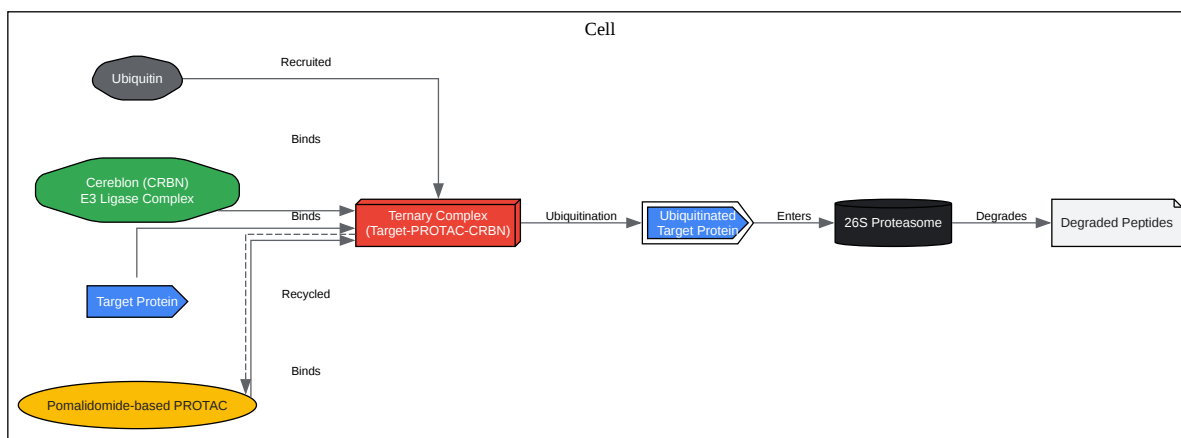 Cell
Recruited
Ubiquitin
Binds
Cereblon (CRBN)
E3 Ligase Complex
Binds
Ternary Complex
(Target-PROTAC-CRBN)
Ubiquitination
Ubiquitinated
Target Protein
Enters
26S Proteasome
Degrades
Degraded Peptides
Target Protein
Recycled
Binds
Pomalidomide-based PROTAC